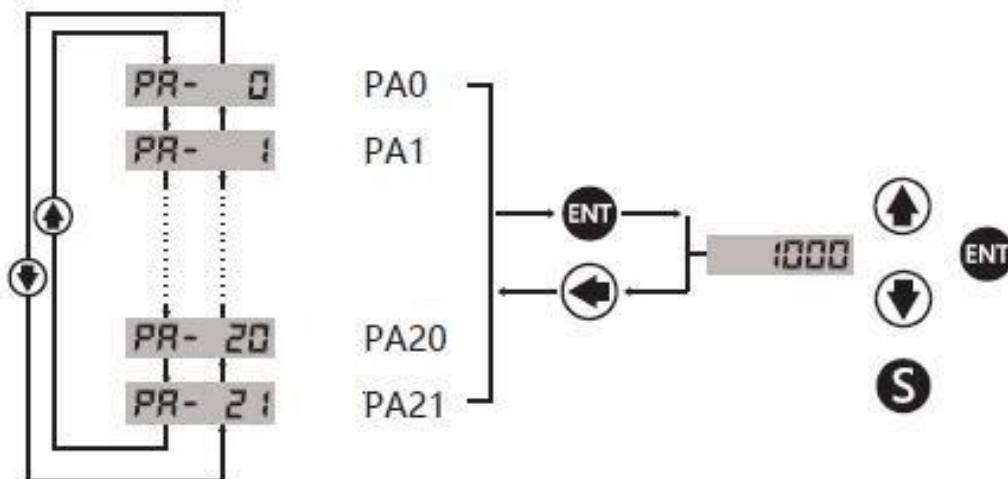 PA- 0 PA0
PA- 1 PA1
ENT
1000
ENT
PA- 20 PA20
PA- 21 PA21
S